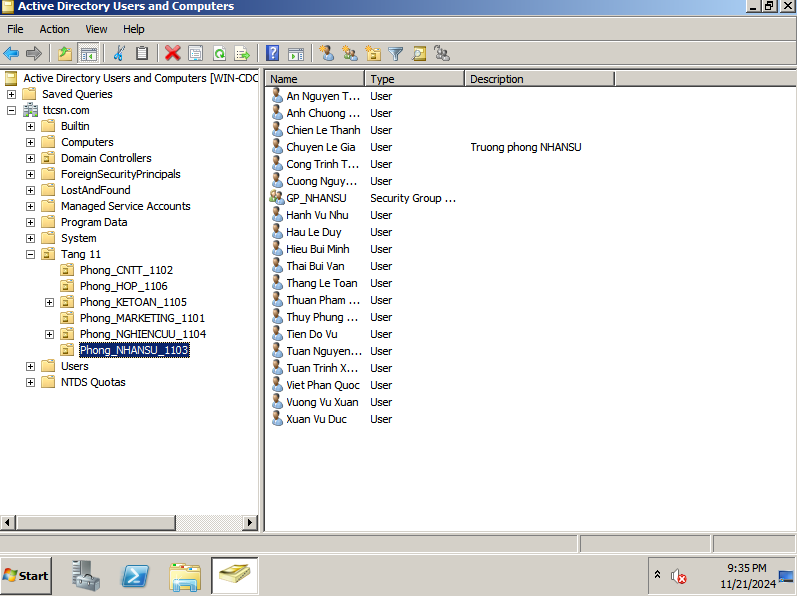 Active Directory Users and Computers
File Action View Help
Active Directory Users and Computers [WIN-CDC
Saved Queries
ttcsn.com
Builtin
Computers
Domain Controllers
ForeignSecurityPrincipals
LostAndFound
Managed Service Accounts
Program Data
System
Tang 11
Phong_CNTT_1102
Phong_HOP_1106
Phong_KETOAN_1105
Phong_MARKETING_1101
Phong_NGHIENCUU_1104
Phong_NHANSU_1103
Users
NTDS Quotas
Name Type Description
An Nguyen T... User
Anh Chuong ... User
Chien Le Thanh User
Chuyen Le Gia User Truong phong NHANSU
Cong Trinh T... User
Cuong Nguy... User
GP_NHANSU Security Group ...
Hanh Vu Nhu User
Hau Le Duy User
Hieu Bui Minh User
Thai Bui Van User
Thang Le Toan User
Thuan Pham ... User
Thuy Phung ... User
Tien Do Vu User
Tuan Nguyen... User
Tuan Trinh X... User
Viet Phan Quoc User
Vuong Vu Xuan User
Xuan Vu Duc User
Start
9:35 PM
11/21/2024